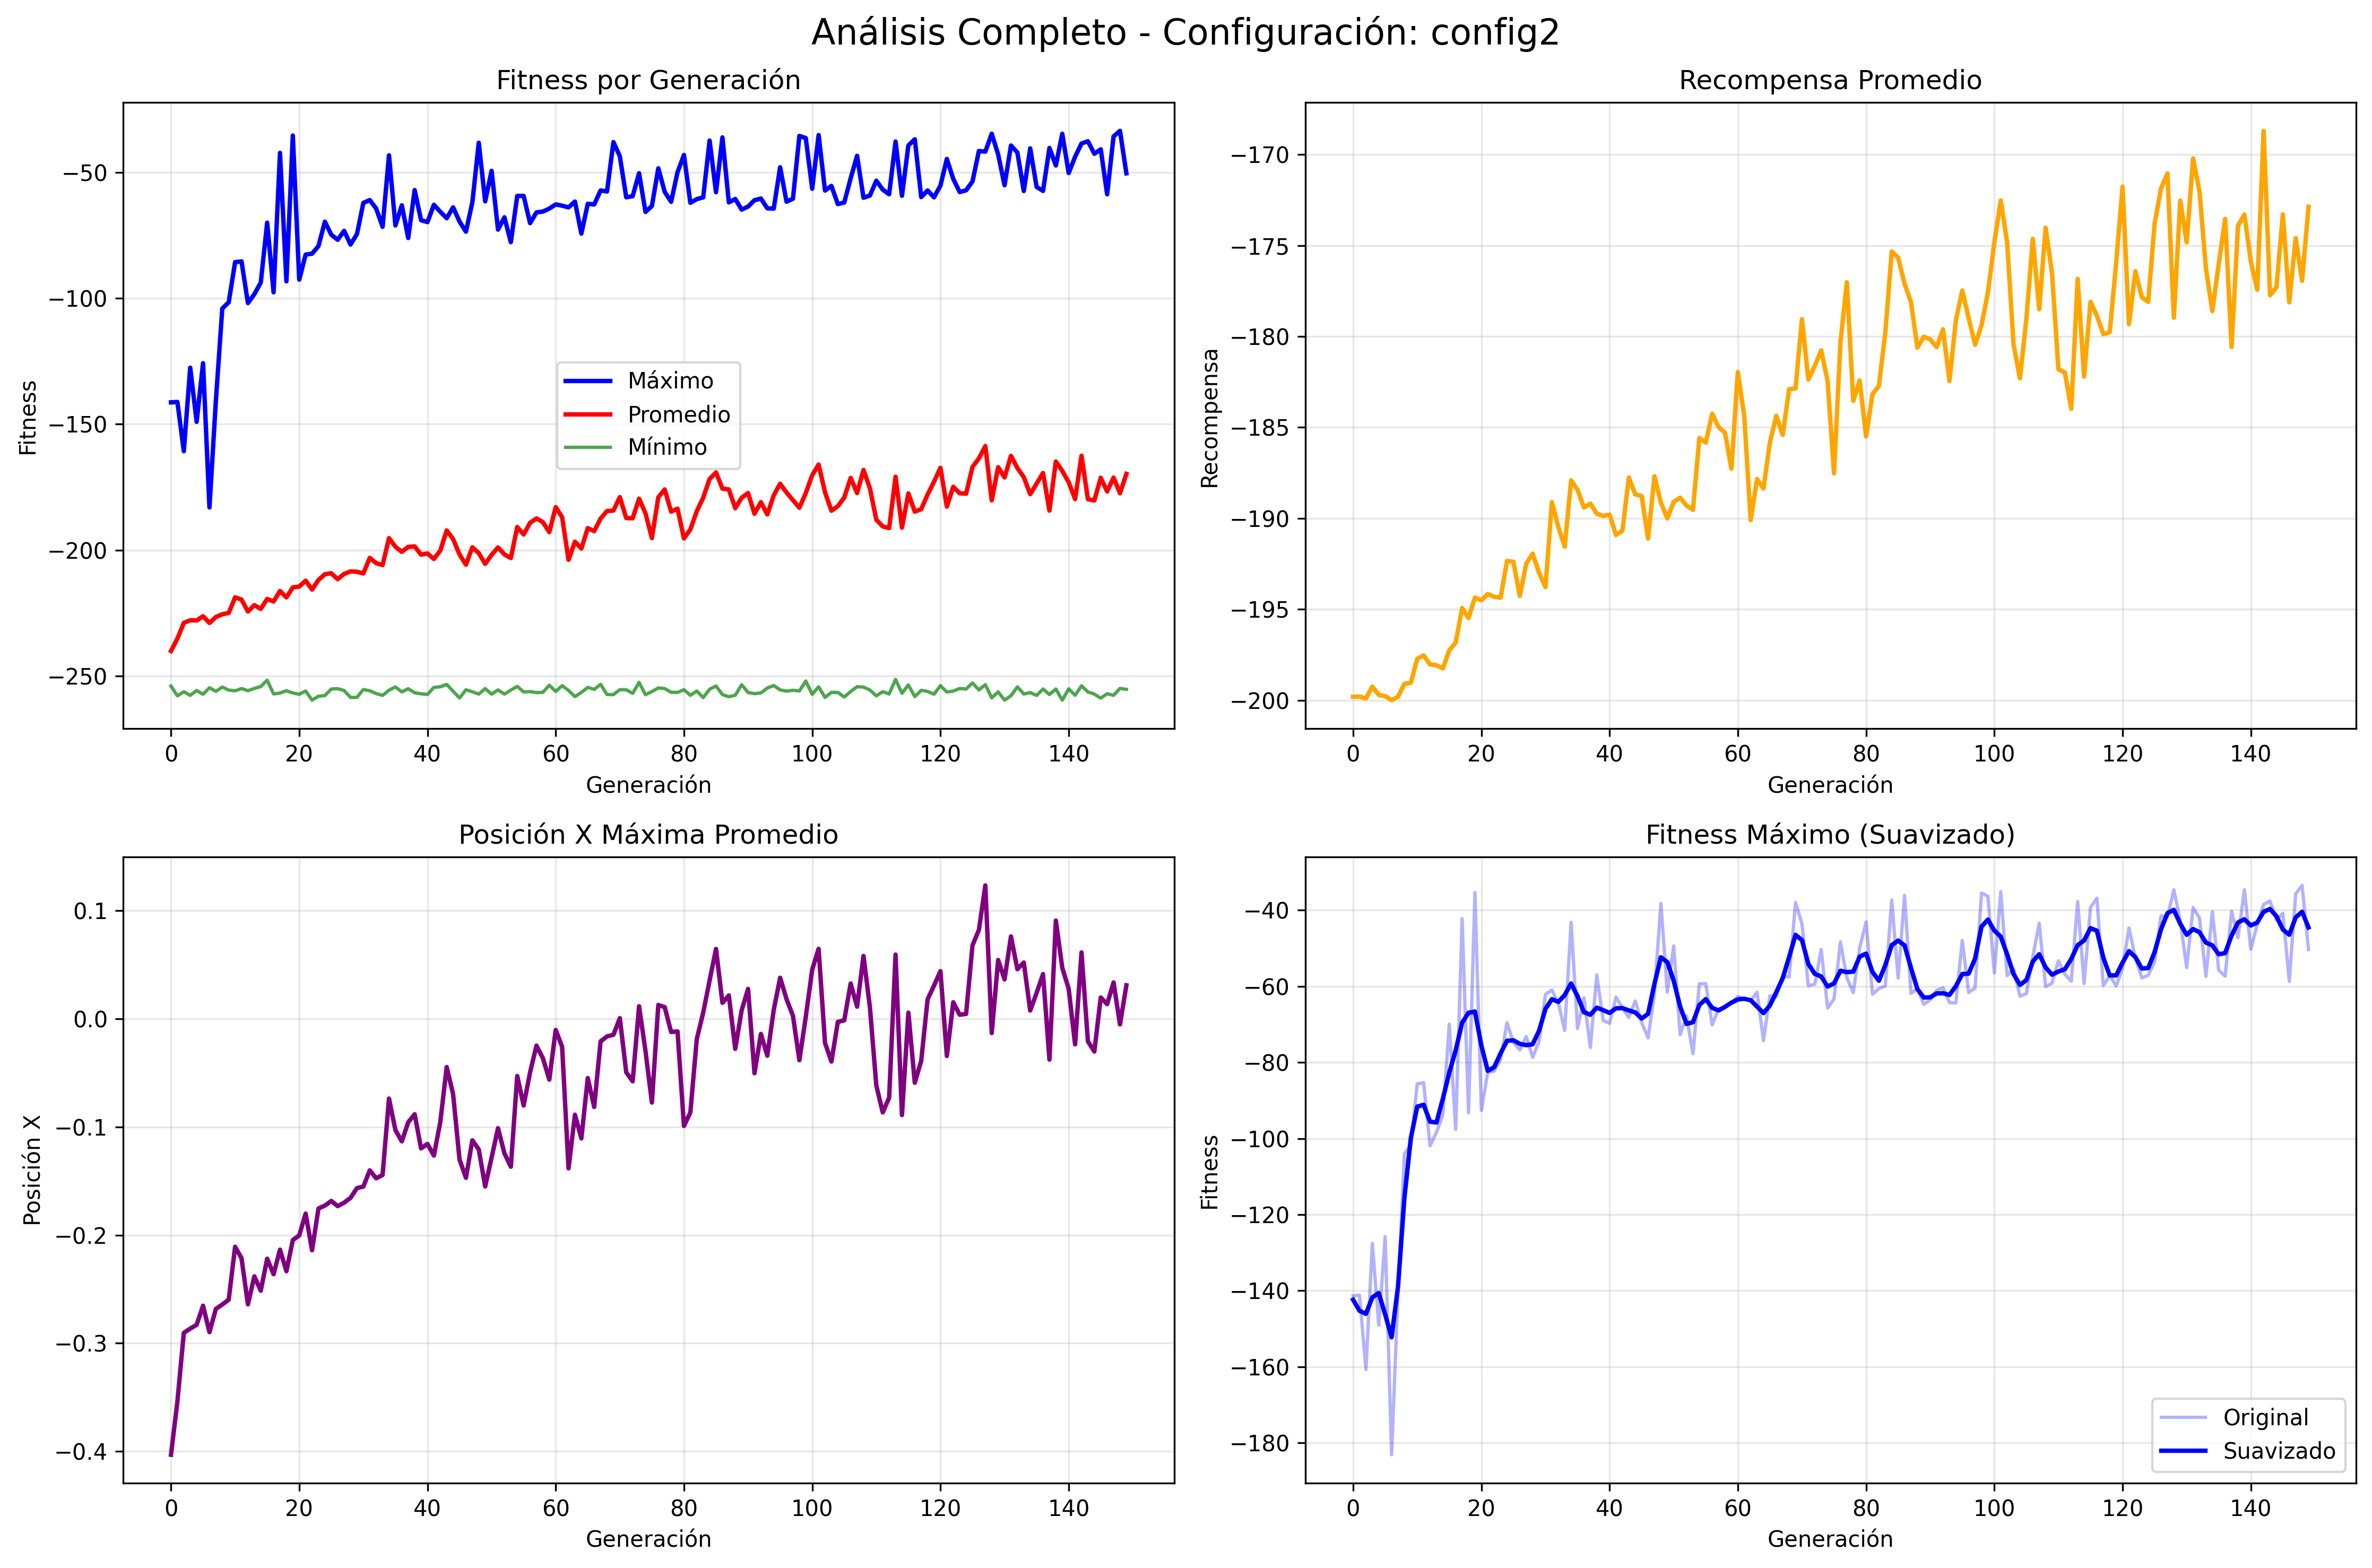 Análisis Completo - Configuración: config2
Fitness por Generación
Fitness
−50
−100
−150
−200
−250
Máximo
Promedio
Mínimo
0 20 40 60 80 100 120 140
Generación
Recompensa Promedio
Recompensa
−170
−175
−180
−185
−190
−195
−200
0 20 40 60 80 100 120 140
Generación
Posición X Máxima Promedio
Posición X
0.1
0.0
−0.1
−0.2
−0.3
−0.4
0 20 40 60 80 100 120 140
Generación
Fitness Máximo (Suavizado)
Fitness
−40
−60
−80
−100
−120
−140
−160
−180
Original
Suavizado
0 20 40 60 80 100 120 140
Generación